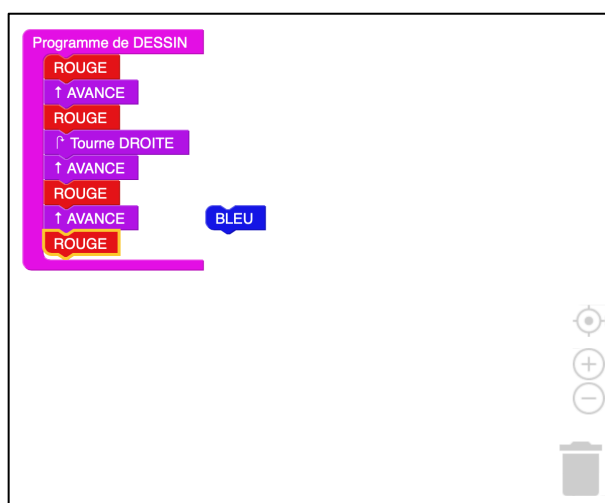 Programme de DESSIN
ROUGE
↑ AVANCE
ROUGE
↱ Tourne DROITE
↑ AVANCE
ROUGE
↑ AVANCE BLEU
ROUGE